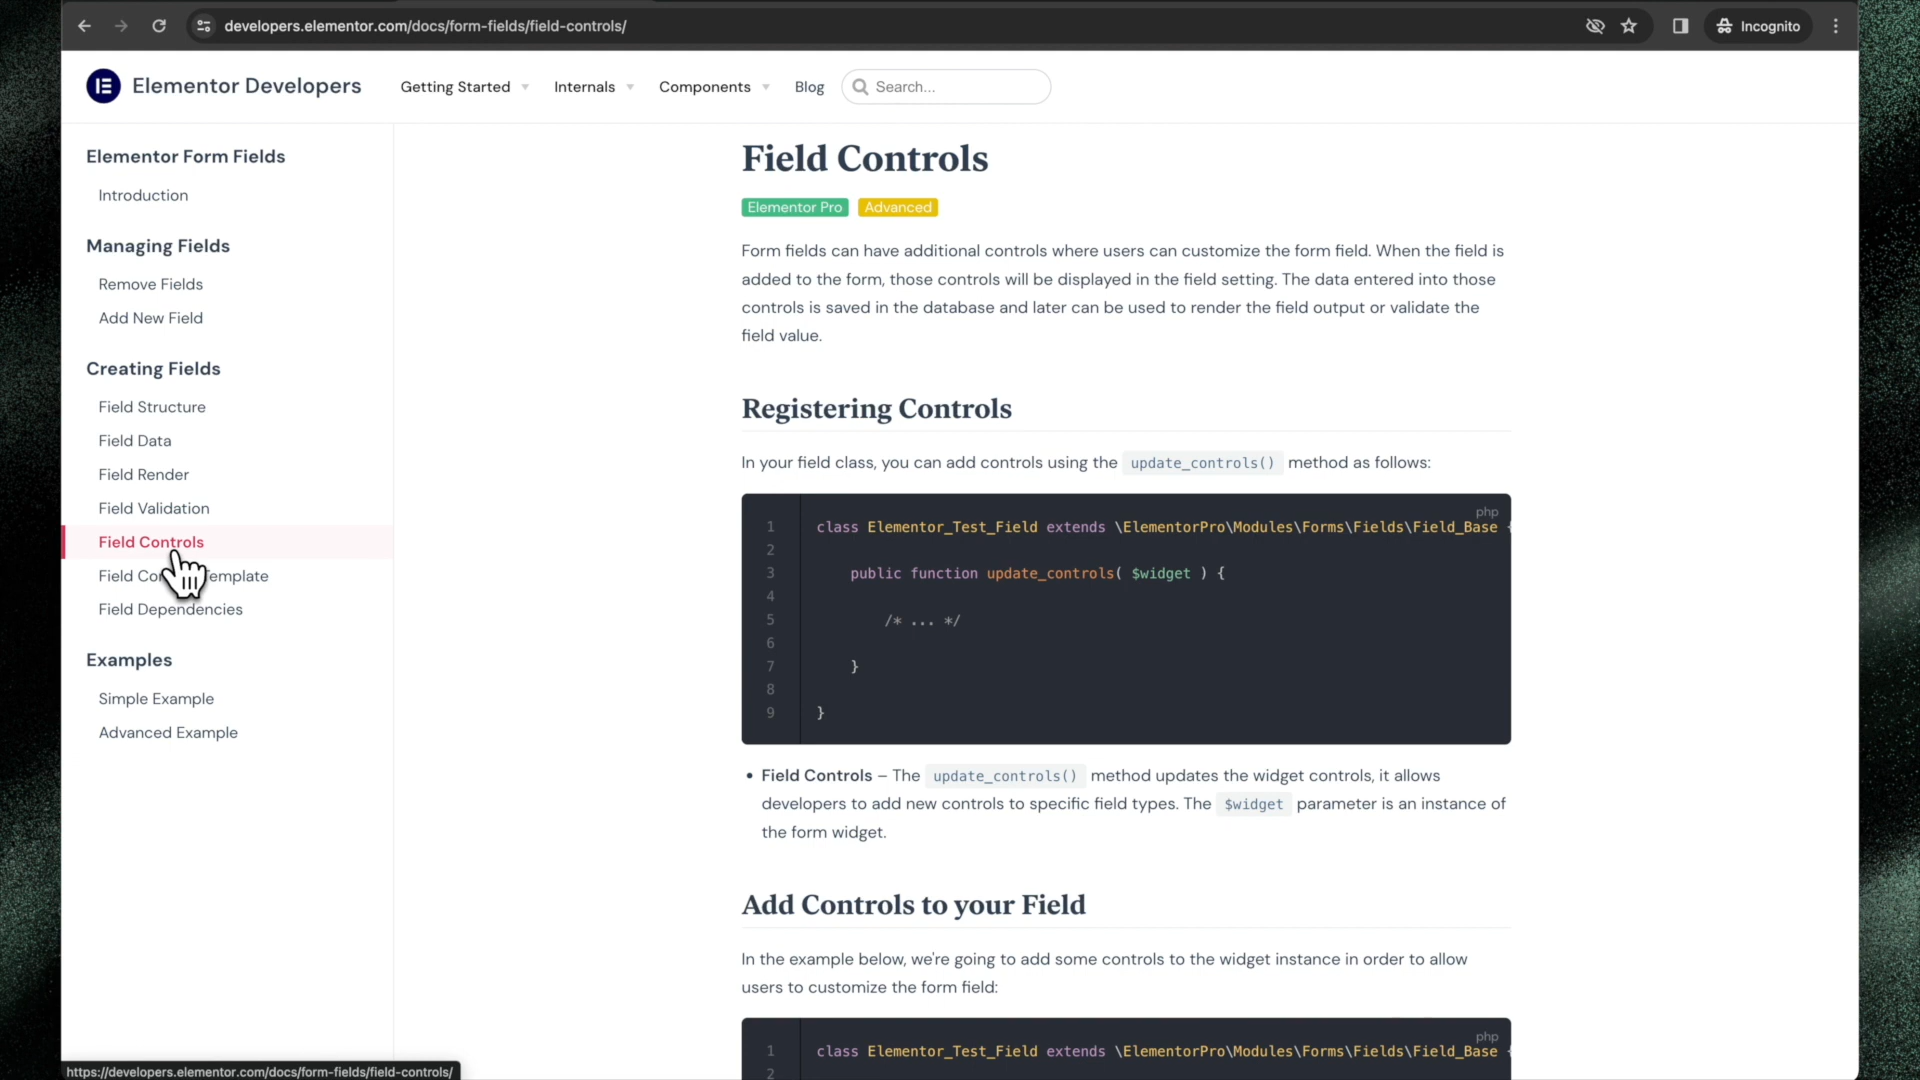 developers.elementor.com/docs/form-fields/field-controls/
Incognito
Elementor Developers
Getting Started
Internals
Components
Blog
Search...
Elementor Form Fields
Introduction
Managing Fields
Remove Fields
Add New Field
Creating Fields
Field Structure
Field Data
Field Render
Field Validation
Field Controls
Field Co emplate
Field Dependencies
Examples
Simple Example
Advanced Example
Field Controls
Elementor Pro Advanced
Form fields can have additional controls where users can customize the form field. When the field is
added to the form, those controls will be displayed in the field setting. The data entered into those
controls is saved in the database and later can be used to render the field output or validate the
field value.
Registering Controls
In your field class, you can add controls using the update_controls() method as follows:
php
1 class Elementor_Test_Field extends \ElementorPro\Modules\Forms\Fields\Field_Base {
2
3 public function update_controls( $widget ) {
4
5 /* ... */
6
7 }
8
9 }
• Field Controls – The update_controls() method updates the widget controls, it allows
developers to add new controls to specific field types. The $widget parameter is an instance of
the form widget.
Add Controls to your Field
In the example below, we're going to add some controls to the widget instance in order to allow
users to customize the form field:
php
1 class Elementor_Test_Field extends \ElementorPro\Modules\Forms\Fields\Field_Base {
2
https://developers.elementor.com/docs/form-fields/field-controls/